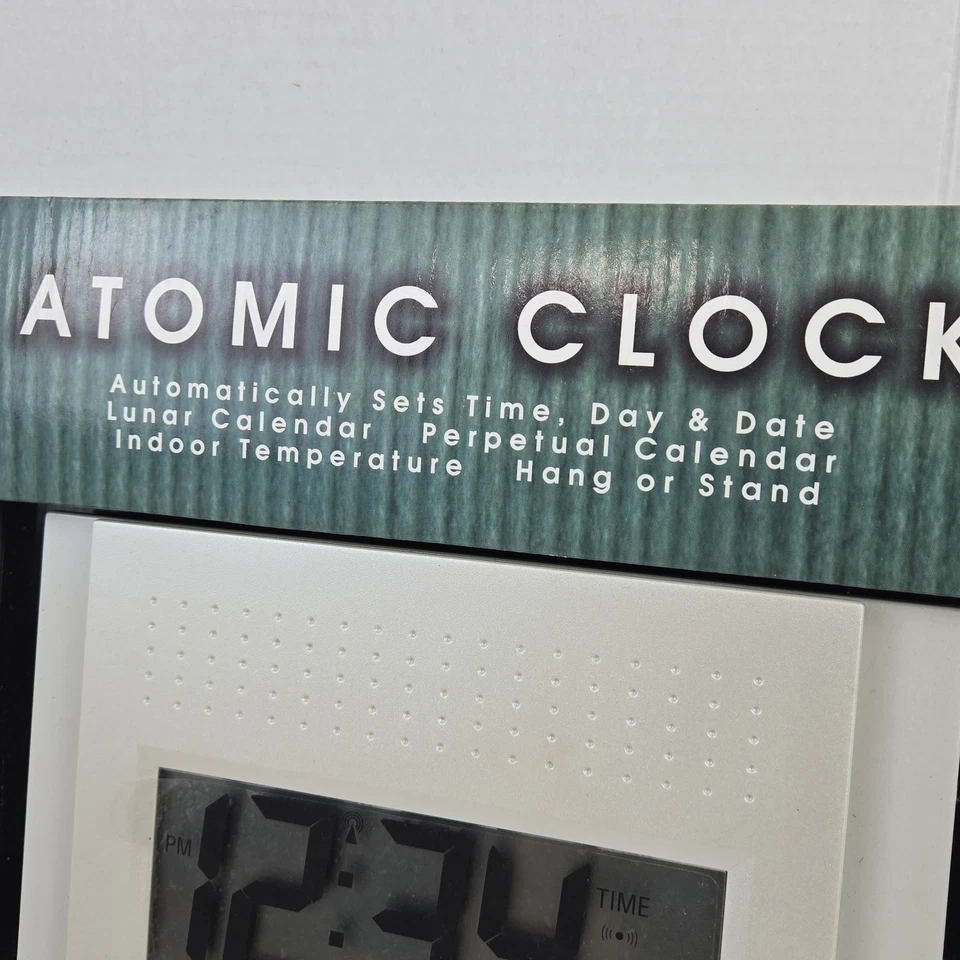 ATOMIC CLOCK
Automatically Sets Time, Day & Date
Lunar Calendar Perpetual Calendar
Indoor Temperature Hang or Stand
PM 12:34 TIME